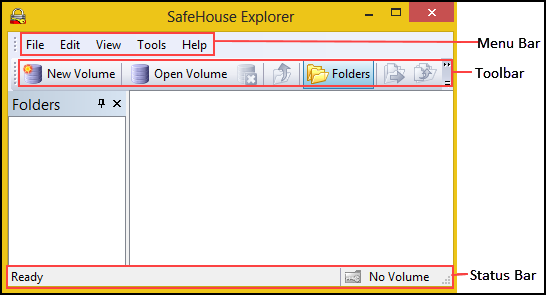 SafeHouse Explorer
File Edit View Tools Help
Menu Bar
New Volume Open Volume Folders
Toolbar
Folders
Ready No Volume
Status Bar